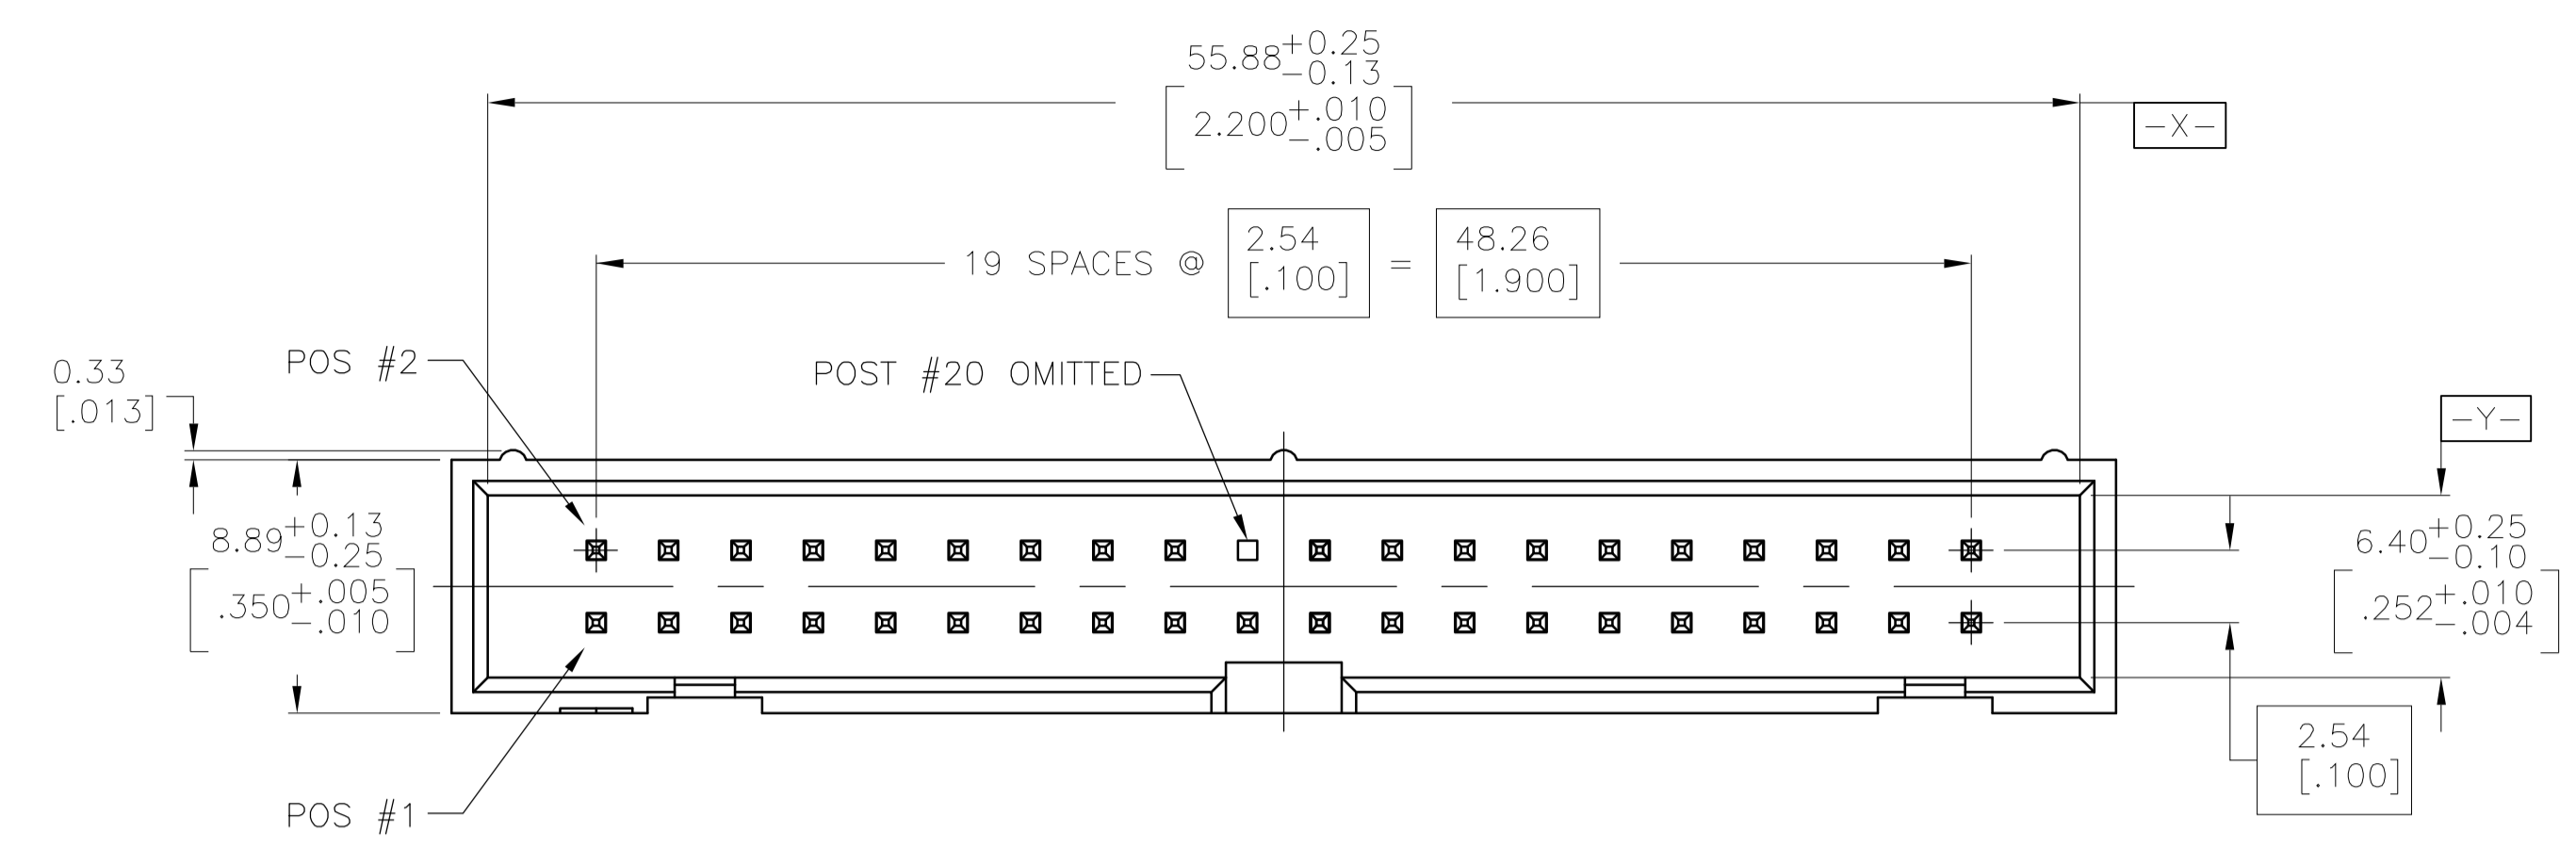 55.88 +0.25
-0.13
[2.200 +.010
-.005]
-X-
19 SPACES @ 2.54 = 48.26
[.100] [1.900]
POS #2
POST #20 OMITTED
0.33
[.013]
-Y-
8.89 +0.13
-0.25
[.350 +.005
-.010]
6.40 +0.25
-0.10
[.252 +.010
-.004]
2.54
[.100]
POS #1